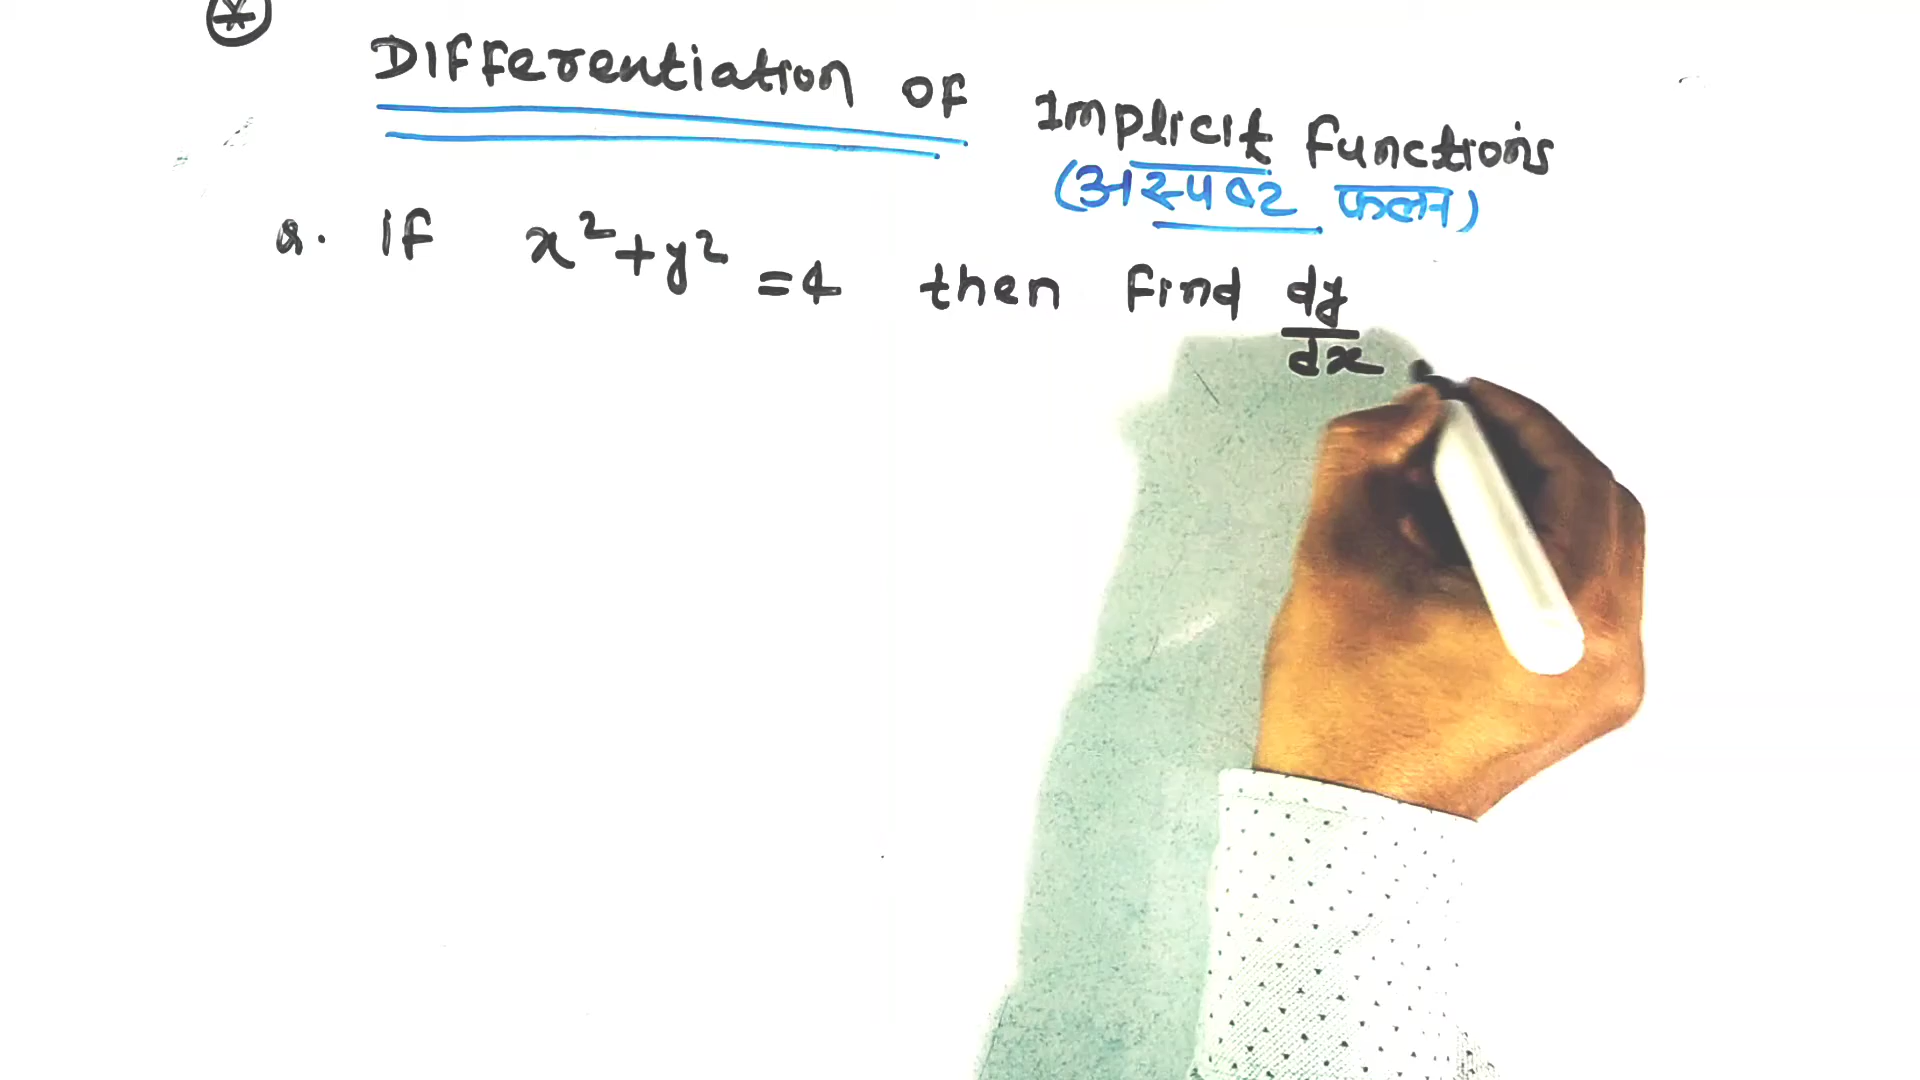 Differentiation of Implicit Functions
(अस्पष्ट फलन)
Q. If x²+y²=4 then find dy/dx